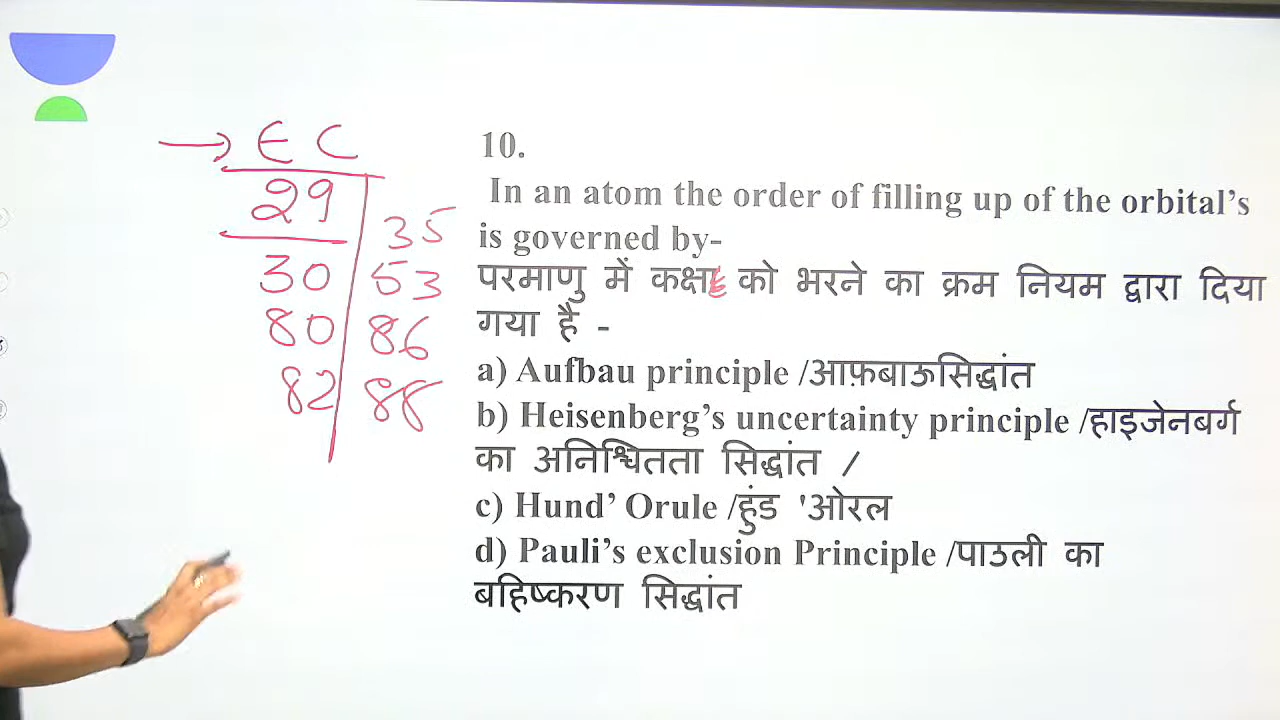 → E C
29
30
80
82
35
53
86
88
10.
In an atom the order of filling up of the orbital’s
is governed by-
परमाणु में कक्षा को भरने का क्रम नियम द्वारा दिया
गया है -
a) Aufbau principle /आफ़बाऊसिद्धांत
b) Heisenberg’s uncertainty principle /हाइजेनबर्ग
का अनिश्चितता सिद्धांत /
c) Hund’ Orule /हुंड 'ओरल
d) Pauli’s exclusion Principle /पाउली का
बहिष्करण सिद्धांत